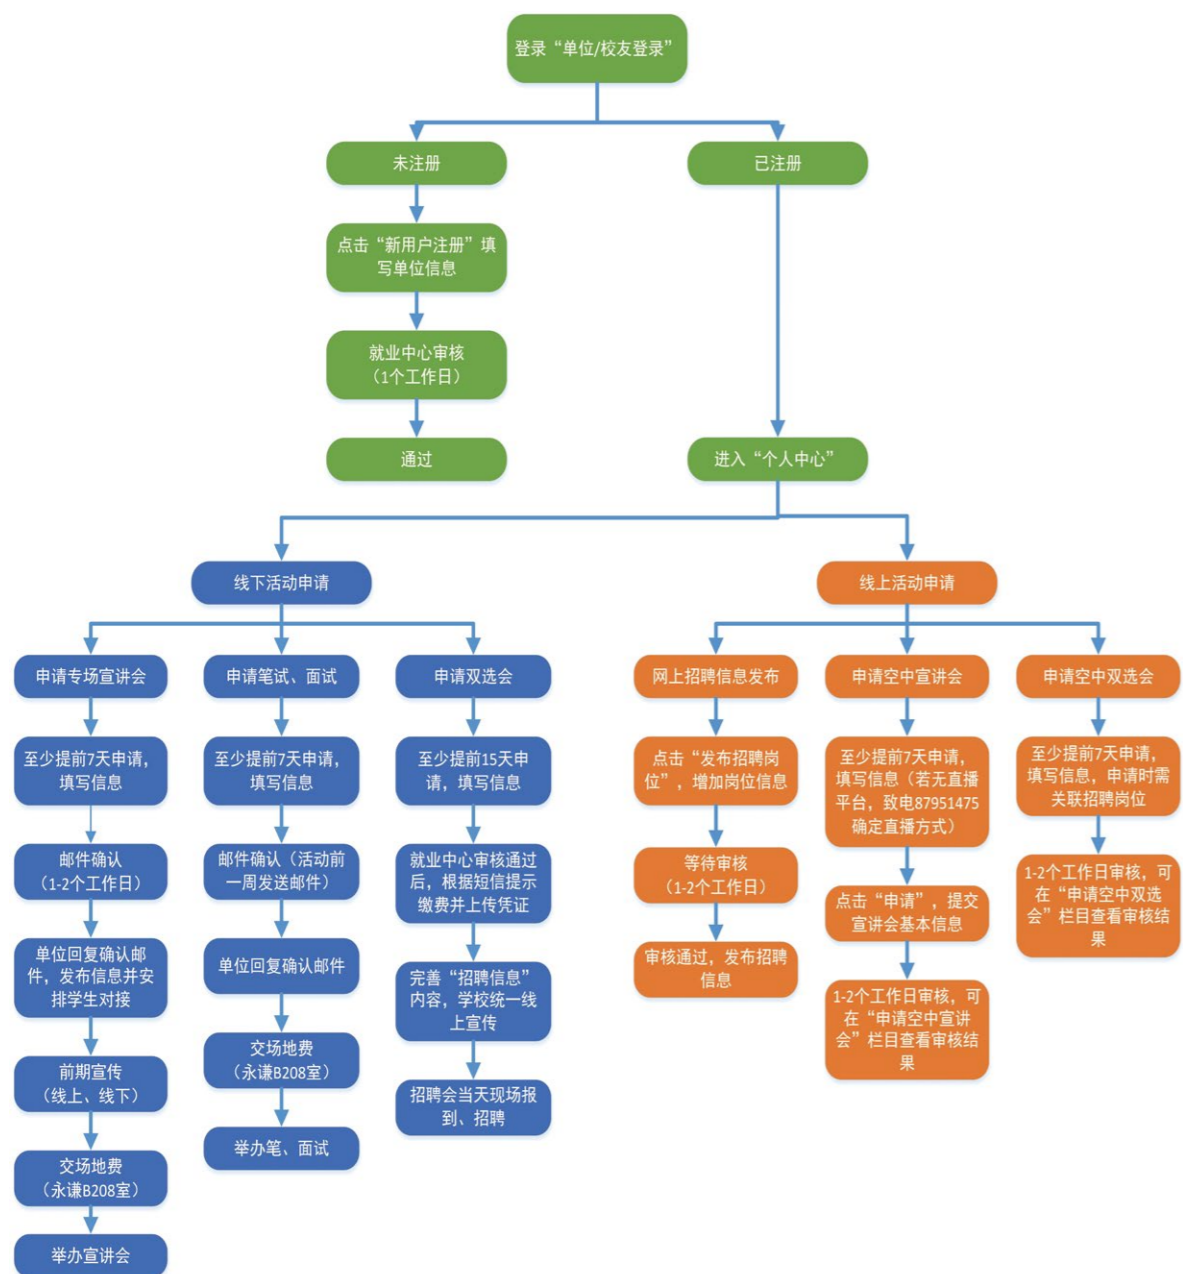 登录“单位/校友登录”
未注册
已注册
点击“新用户注册”填
写单位信息
就业中心审核
（1个工作日）
通过
进入“个人中心”
线下活动申请
线上活动申请
申请专场宣讲会
至少提前7天申请，
填写信息
邮件确认
（1-2个工作日）
单位回复确认邮
件，发布信息并安
排学生对接
前期宣传
（线上、线下）
交场地费
（永谦B208室）
举办宣讲会
申请笔试、面试
至少提前7天申请，
填写信息
邮件确认（活动前
一周发送邮件）
单位回复确认邮件
交场地费
（永谦B208室）
举办笔、面试
申请双选会
至少提前15天申
请，填写信息
就业中心审核通过
后，根据短信提示
缴费并上传凭证
完善“招聘信息”
内容，学校统一线
上宣传
招聘会当天现场报
到、招聘
网上招聘信息发布
点击“发布招聘岗
位”，增加岗位信息
等待审核
（1-2个工作日）
审核通过，发布招聘
信息
申请空中宣讲会
至少提前7天申请，
填写信息（若无直播
平台，致电87951475
确定直播方式）
点击“申请”，提交
宣讲会基本信息
1-2个工作日审核，可
在“申请空中宣讲
会”栏目查看审核结
果
申请空中双选会
至少提前7天申请，
填写信息，申请时需
关联招聘岗位
1-2个工作日审核，可
在“申请空中双选
会”栏目查看审核结
果